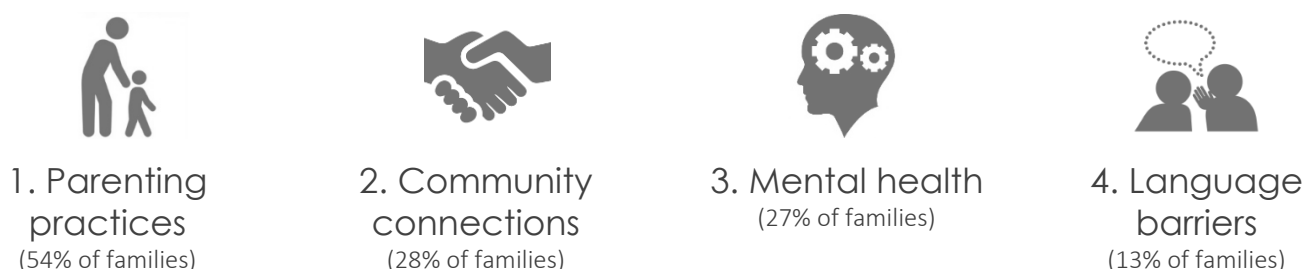 1. Parenting
practices
(54% of families)
2. Community
connections
(28% of families)
3. Mental health
(27% of families)
4. Language
barriers
(13% of families)